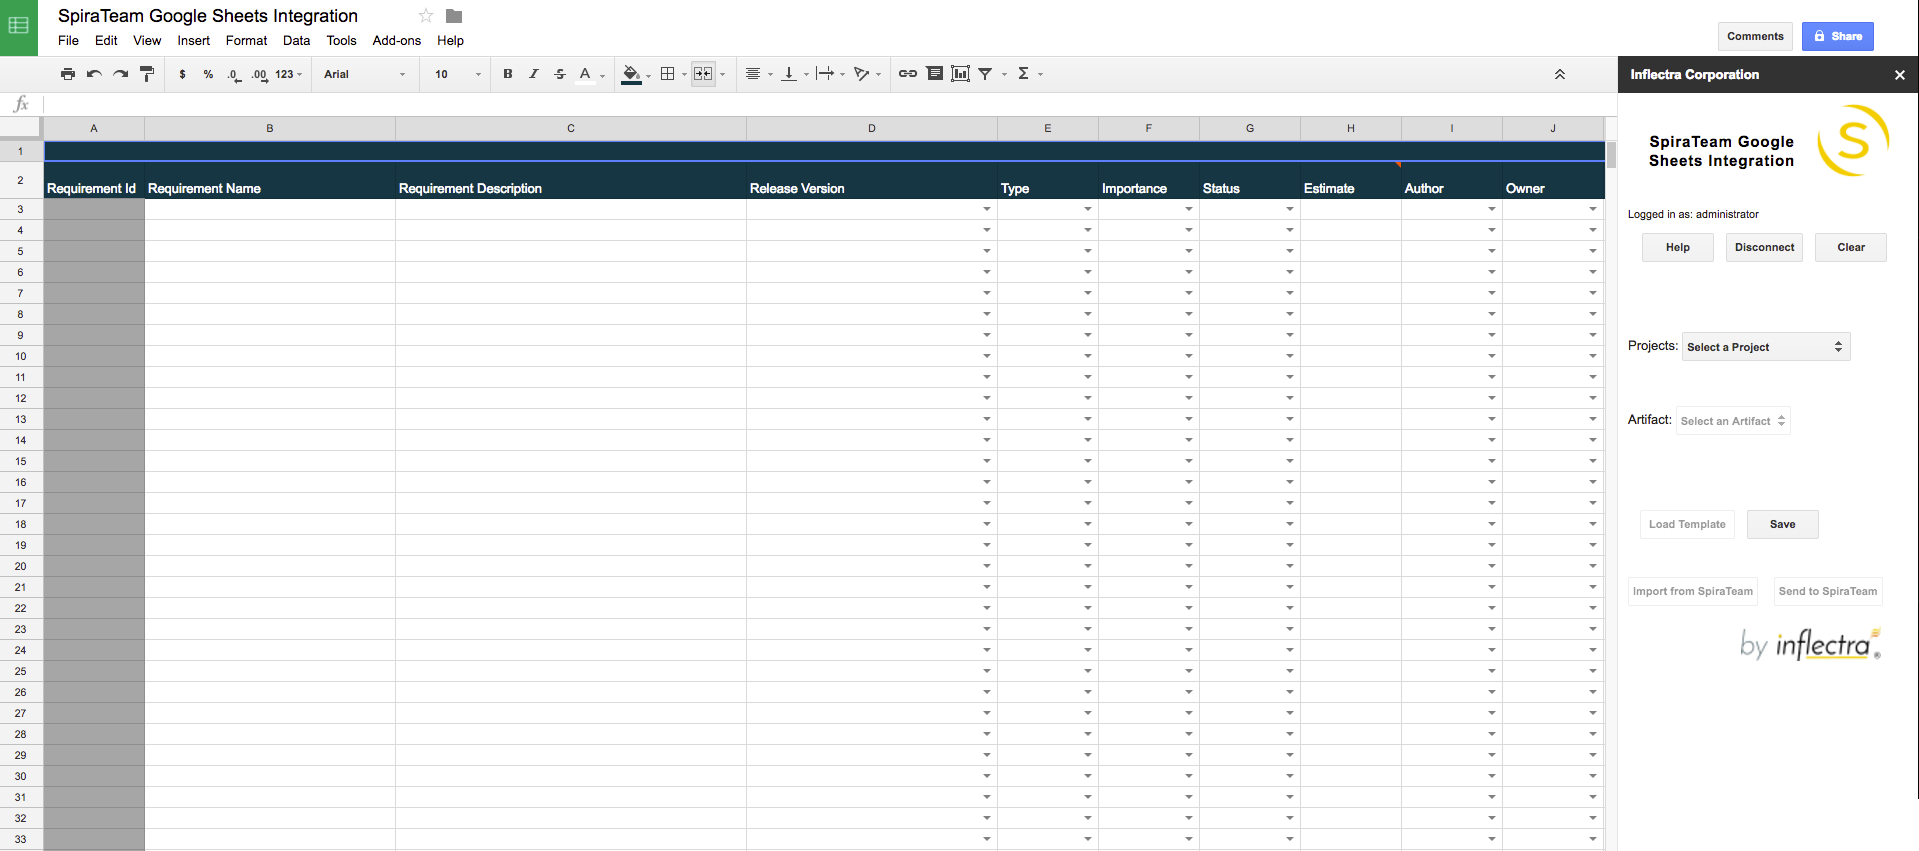 SpiraTeam Google Sheets Integration
File Edit View Insert Format Data Tools Add-ons Help
Comments
Share
$ % .0 .00 123 Arial 10 B I S A Σ
fx
Inflectra Corporation
A B C D E F G H I J
1
2 Requirement Id Requirement Name Requirement Description Release Version Type Importance Status Estimate Author Owner
3
4
5
6
7
8
9
10
11
12
13
14
15
16
17
18
19
20
21
22
23
24
25
26
27
28
29
30
31
32
33
SpiraTeam Google
Sheets Integration
S
Logged in as: administrator
Help Disconnect Clear
Projects: Select a Project
Artifact: Select an Artifact
Load Template Save
Import from SpiraTeam Send to SpiraTeam
by inflectra®